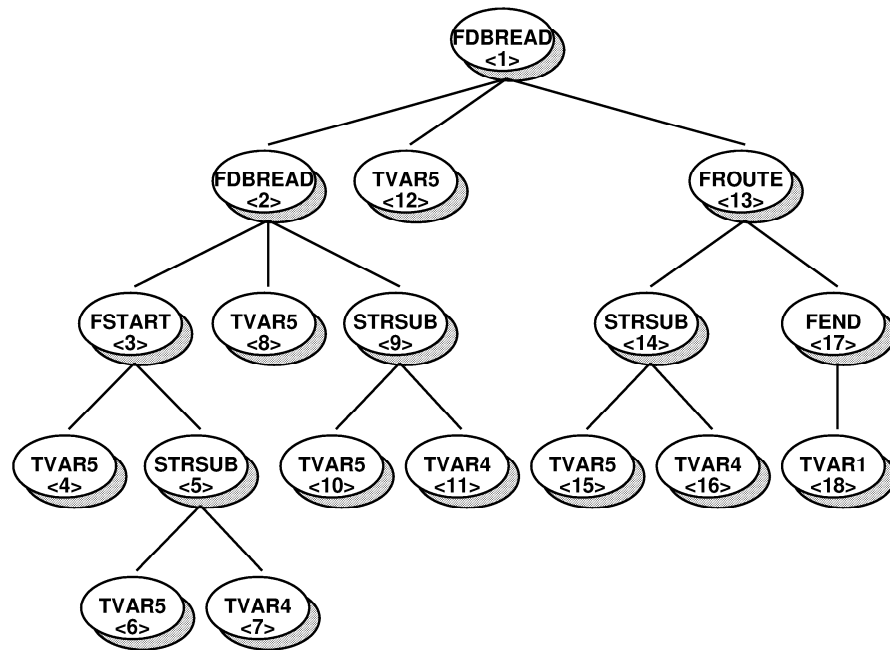 FDBREAD
<1>
FDBREAD
<2>
TVAR5
<12>
FROUTE
<13>
FSTART
<3>
TVAR5
<8>
STRSUB
<9>
STRSUB
<14>
FEND
<17>
TVAR5
<4>
STRSUB
<5>
TVAR5
<10>
TVAR4
<11>
TVAR5
<15>
TVAR4
<16>
TVAR1
<18>
TVAR5
<6>
TVAR4
<7>